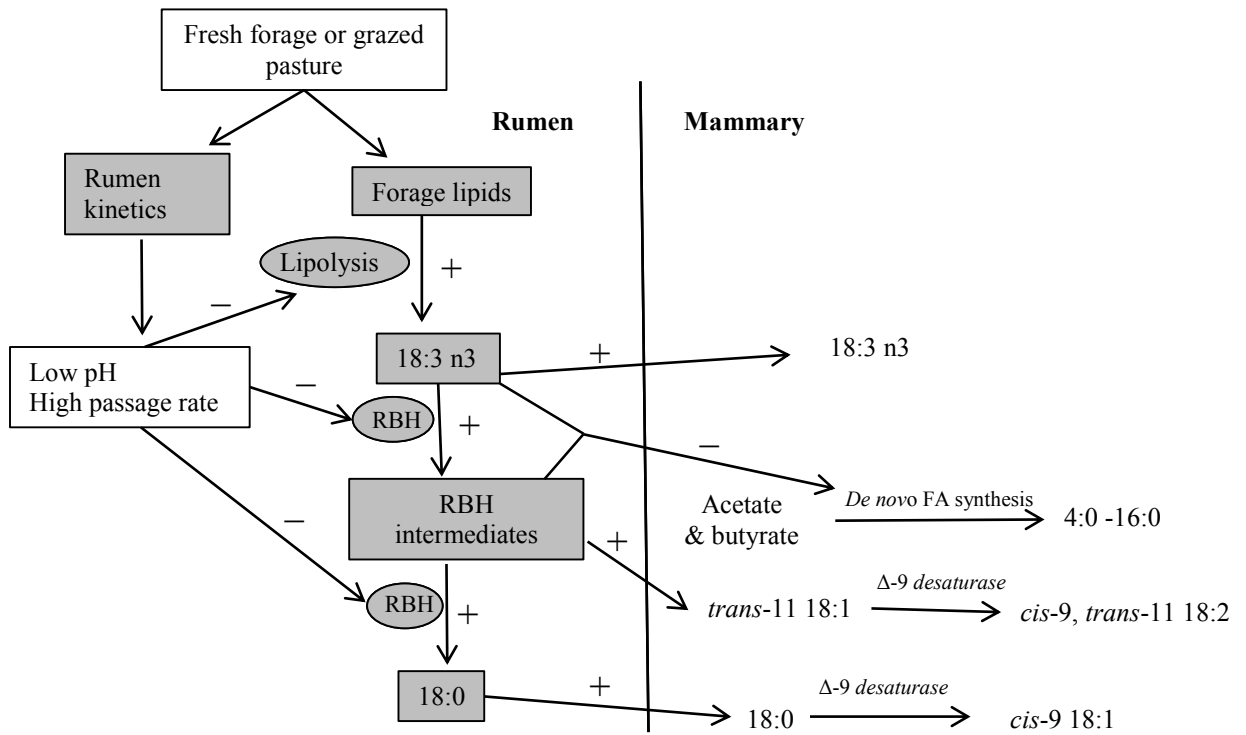 Fresh forage or grazed
pasture
Rumen
Mammary
Rumen
kinetics
Forage lipids
Lipolysis
+
−
18:3 n3
+
18:3 n3
Low pH
High passage rate
−
RBH
+
−
RBH
intermediates
Acetate
& butyrate
De novo FA synthesis
4:0 -16:0
−
+
RBH
+
trans-11 18:1
Δ-9 desaturase
cis-9, trans-11 18:2
18:0
+
18:0
Δ-9 desaturase
cis-9 18:1